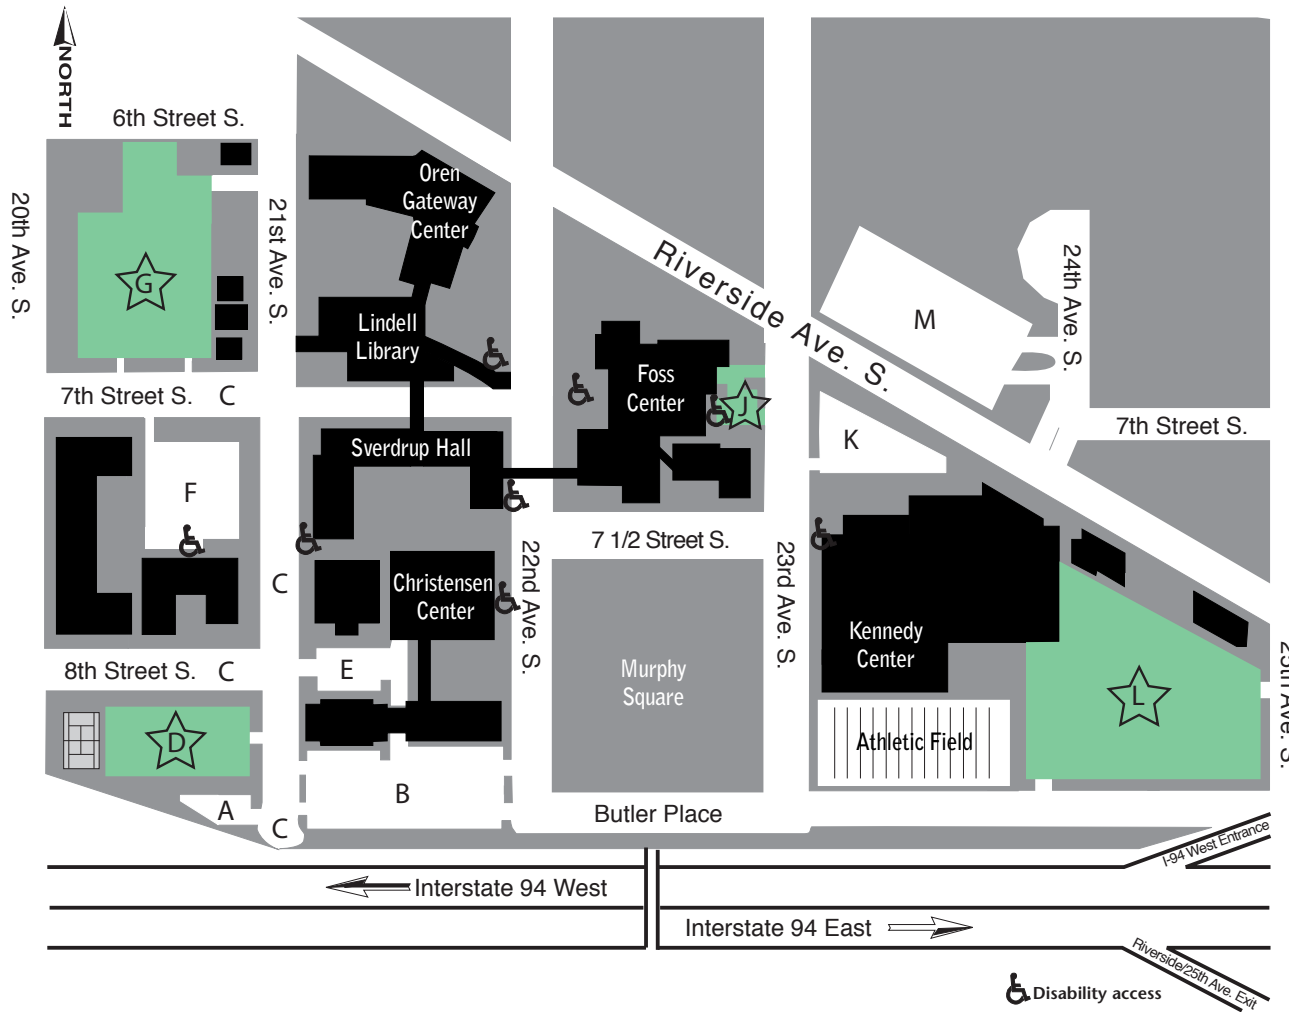 NORTH
6th Street S.
20th Ave. S.
21st Ave. S.
Oren
Gateway
Center
G
Riverside Ave. S.
24th Ave. S.
M
Lindell
Library
Foss
Center
J
7th Street S.
C
7th Street S.
K
Sverdrup Hall
F
7 1/2 Street S.
22nd Ave. S.
23rd Ave. S.
C
Christensen
Center
Kennedy
Center
Murphy
Square
8th Street S.
C
E
L
25th Ave. S.
D
Athletic Field
B
A
C
Butler Place
I-94 West Entrance
Interstate 94 West
Interstate 94 East
Riverside/25th Ave. Exit
Disability access